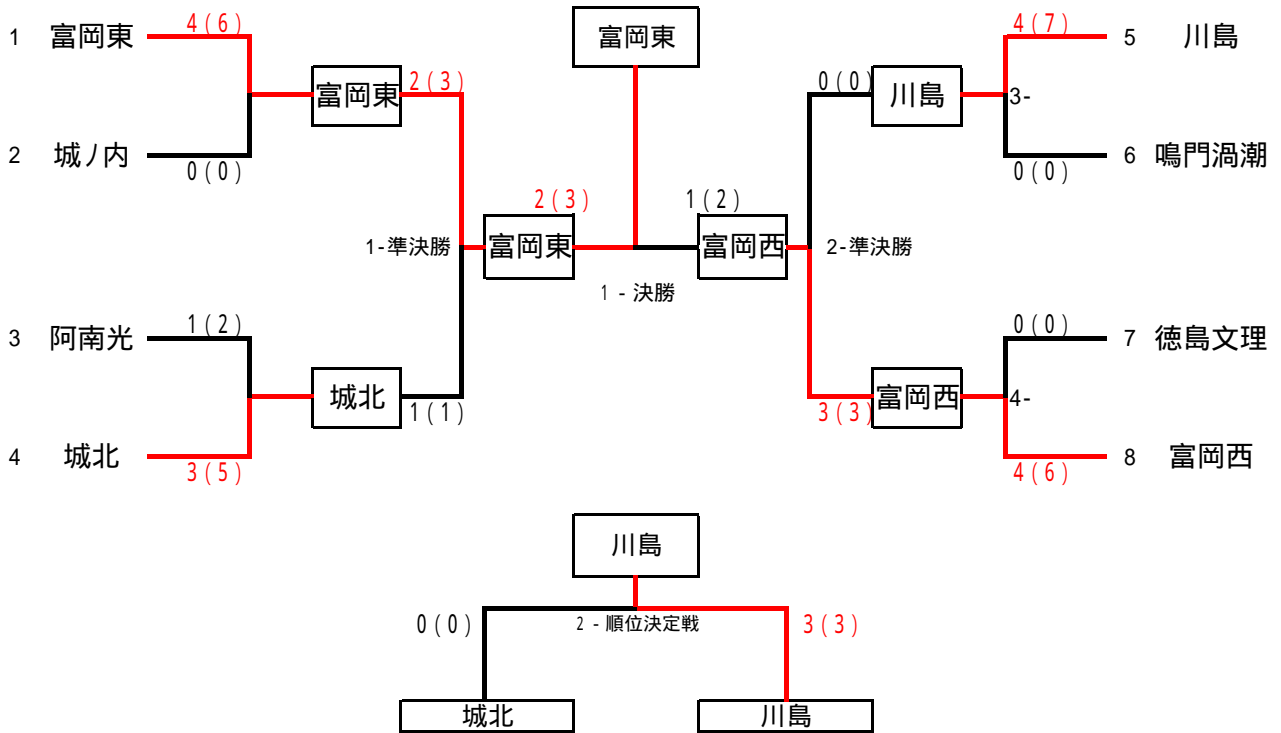 1 富岡東 4(6) 富岡東 4(7) 5 川島
富岡東 2(3) 0(0) 川島 3-
2 城ノ内 0(0) 0(0) 6 鳴門渦潮
2(3) 1(2)
1-準決勝 富岡東 富岡西 2-準決勝
1 - 決勝
3 阿南光 1(2) 0(0) 7 徳島文理
城北 1(1) 3(3) 富岡西 4-
4 城北 3(5) 4(6) 8 富岡西
川島
0(0) 2 - 順位決定戦 3(3)
城北 川島